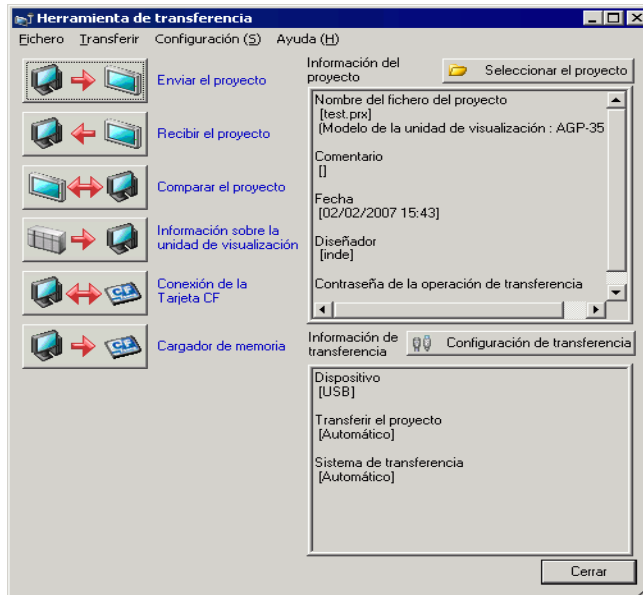 Herramienta de transferencia
Fichero Transferir Configuración (S) Ayuda (H)
Enviar el proyecto
Recibir el proyecto
Comparar el proyecto
Información sobre la
unidad de visualización
Conexión de la
Tarjeta CF
Cargador de memoria
Información del
proyecto
Seleccionar el proyecto
Nombre del fichero del proyecto
[test.prx]
(Modelo de la unidad de visualización : AGP-35
Comentario
[]
Fecha
[02/02/2007 15:43]
Diseñador
[inde]
Contraseña de la operación de transferencia
Información de
transferencia
Configuración de transferencia
Dispositivo
[USB]
Transferir el proyecto
[Automático]
Sistema de transferencia
[Automático]
Cerrar